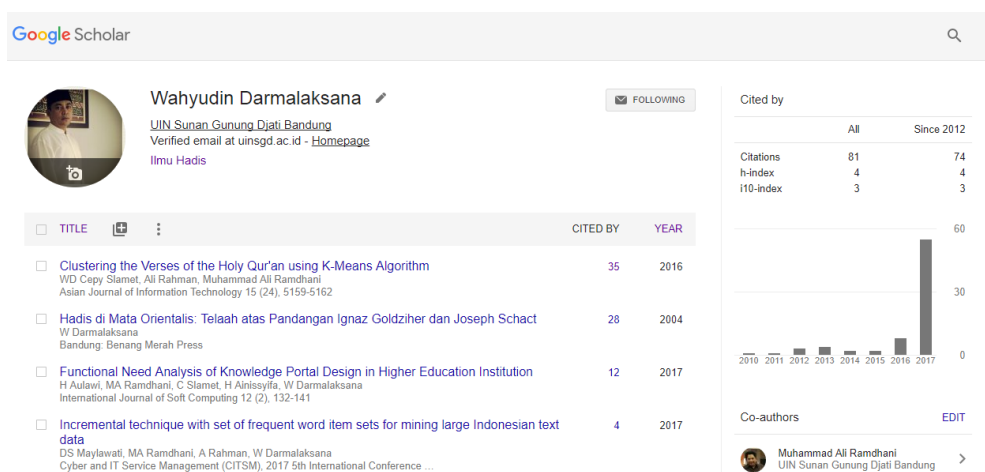 Google Scholar
Wahyudin Darmalaksana
FOLLOWING
UIN Sunan Gunung Djati Bandung
Verified email at uinsgd.ac.id - Homepage
Ilmu Hadis
TITLE CITED BY YEAR
Clustering the Verses of the Holy Qur'an using K-Means Algorithm 35 2016
WD Cepy Slamet, Ali Rahman, Muhammad Ali Ramdhani
Asian Journal of Information Technology 15 (24), 5159-5162
Hadis di Mata Orientalis: Telaah atas Pandangan Ignaz Goldziher dan Joseph Schact 28 2004
W Darmalaksana
Bandung: Benang Merah Press
Functional Need Analysis of Knowledge Portal Design in Higher Education Institution 12 2017
H Aulawi, MA Ramdhani, C Slamet, H Ainissyifa, W Darmalaksana
International Journal of Soft Computing 12 (2), 132-141
Incremental technique with set of frequent word item sets for mining large Indonesian text 4 2017
data
DS Maylawati, MA Ramdhani, A Rahman, W Darmalaksana
Cyber and IT Service Management (CITSM), 2017 5th International Conference ...
Cited by
All Since 2012
Citations 81 74
h-index 4 4
i10-index 3 3
60
30
0
2010 2011 2012 2013 2014 2015 2016 2017
Co-authors EDIT
Muhammad Ali Ramdhani
UIN Sunan Gunung Djati Bandung